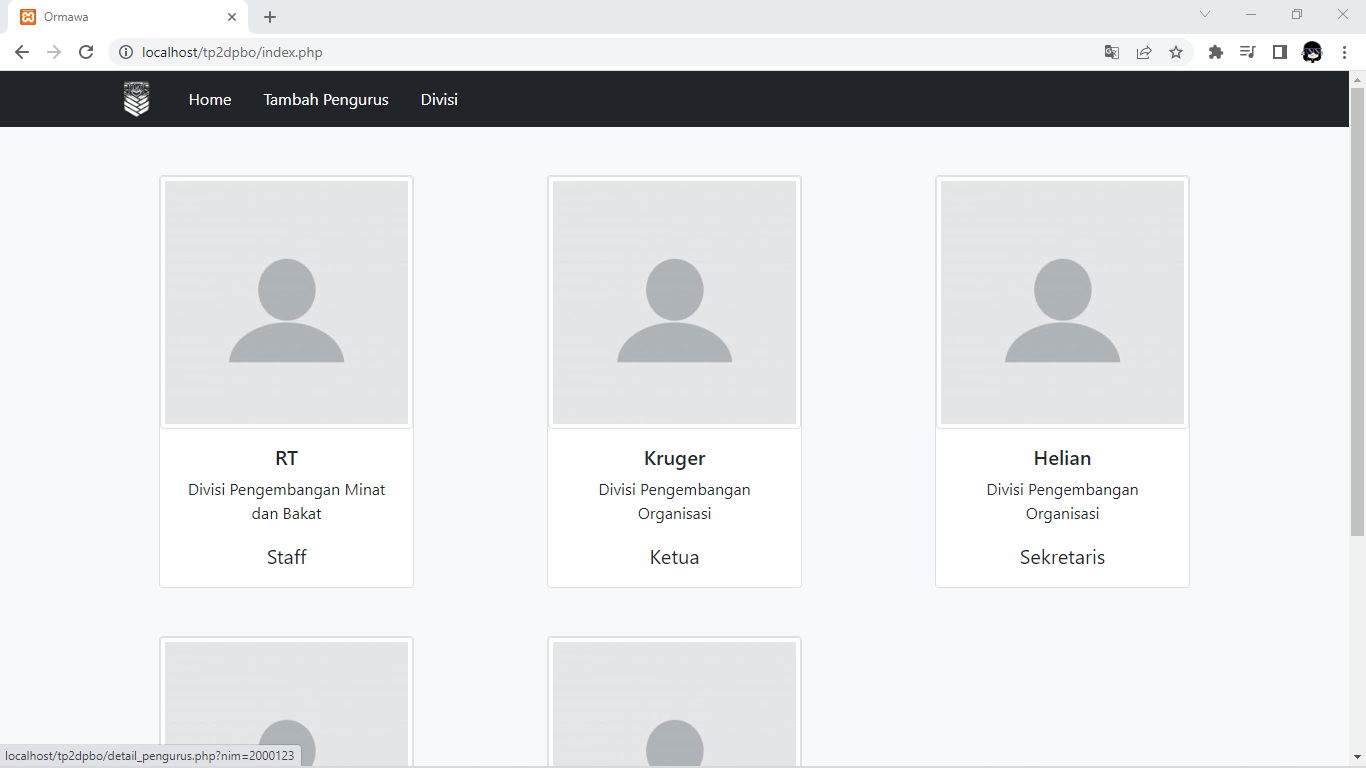 Ormawa
localhost/tp2dpbo/index.php
Home Tambah Pengurus Divisi
RT
Divisi Pengembangan Minat
dan Bakat
Staff
Kruger
Divisi Pengembangan
Organisasi
Ketua
Helian
Divisi Pengembangan
Organisasi
Sekretaris
localhost/tp2dpbo/detail_pengurus.php?nim=2000123